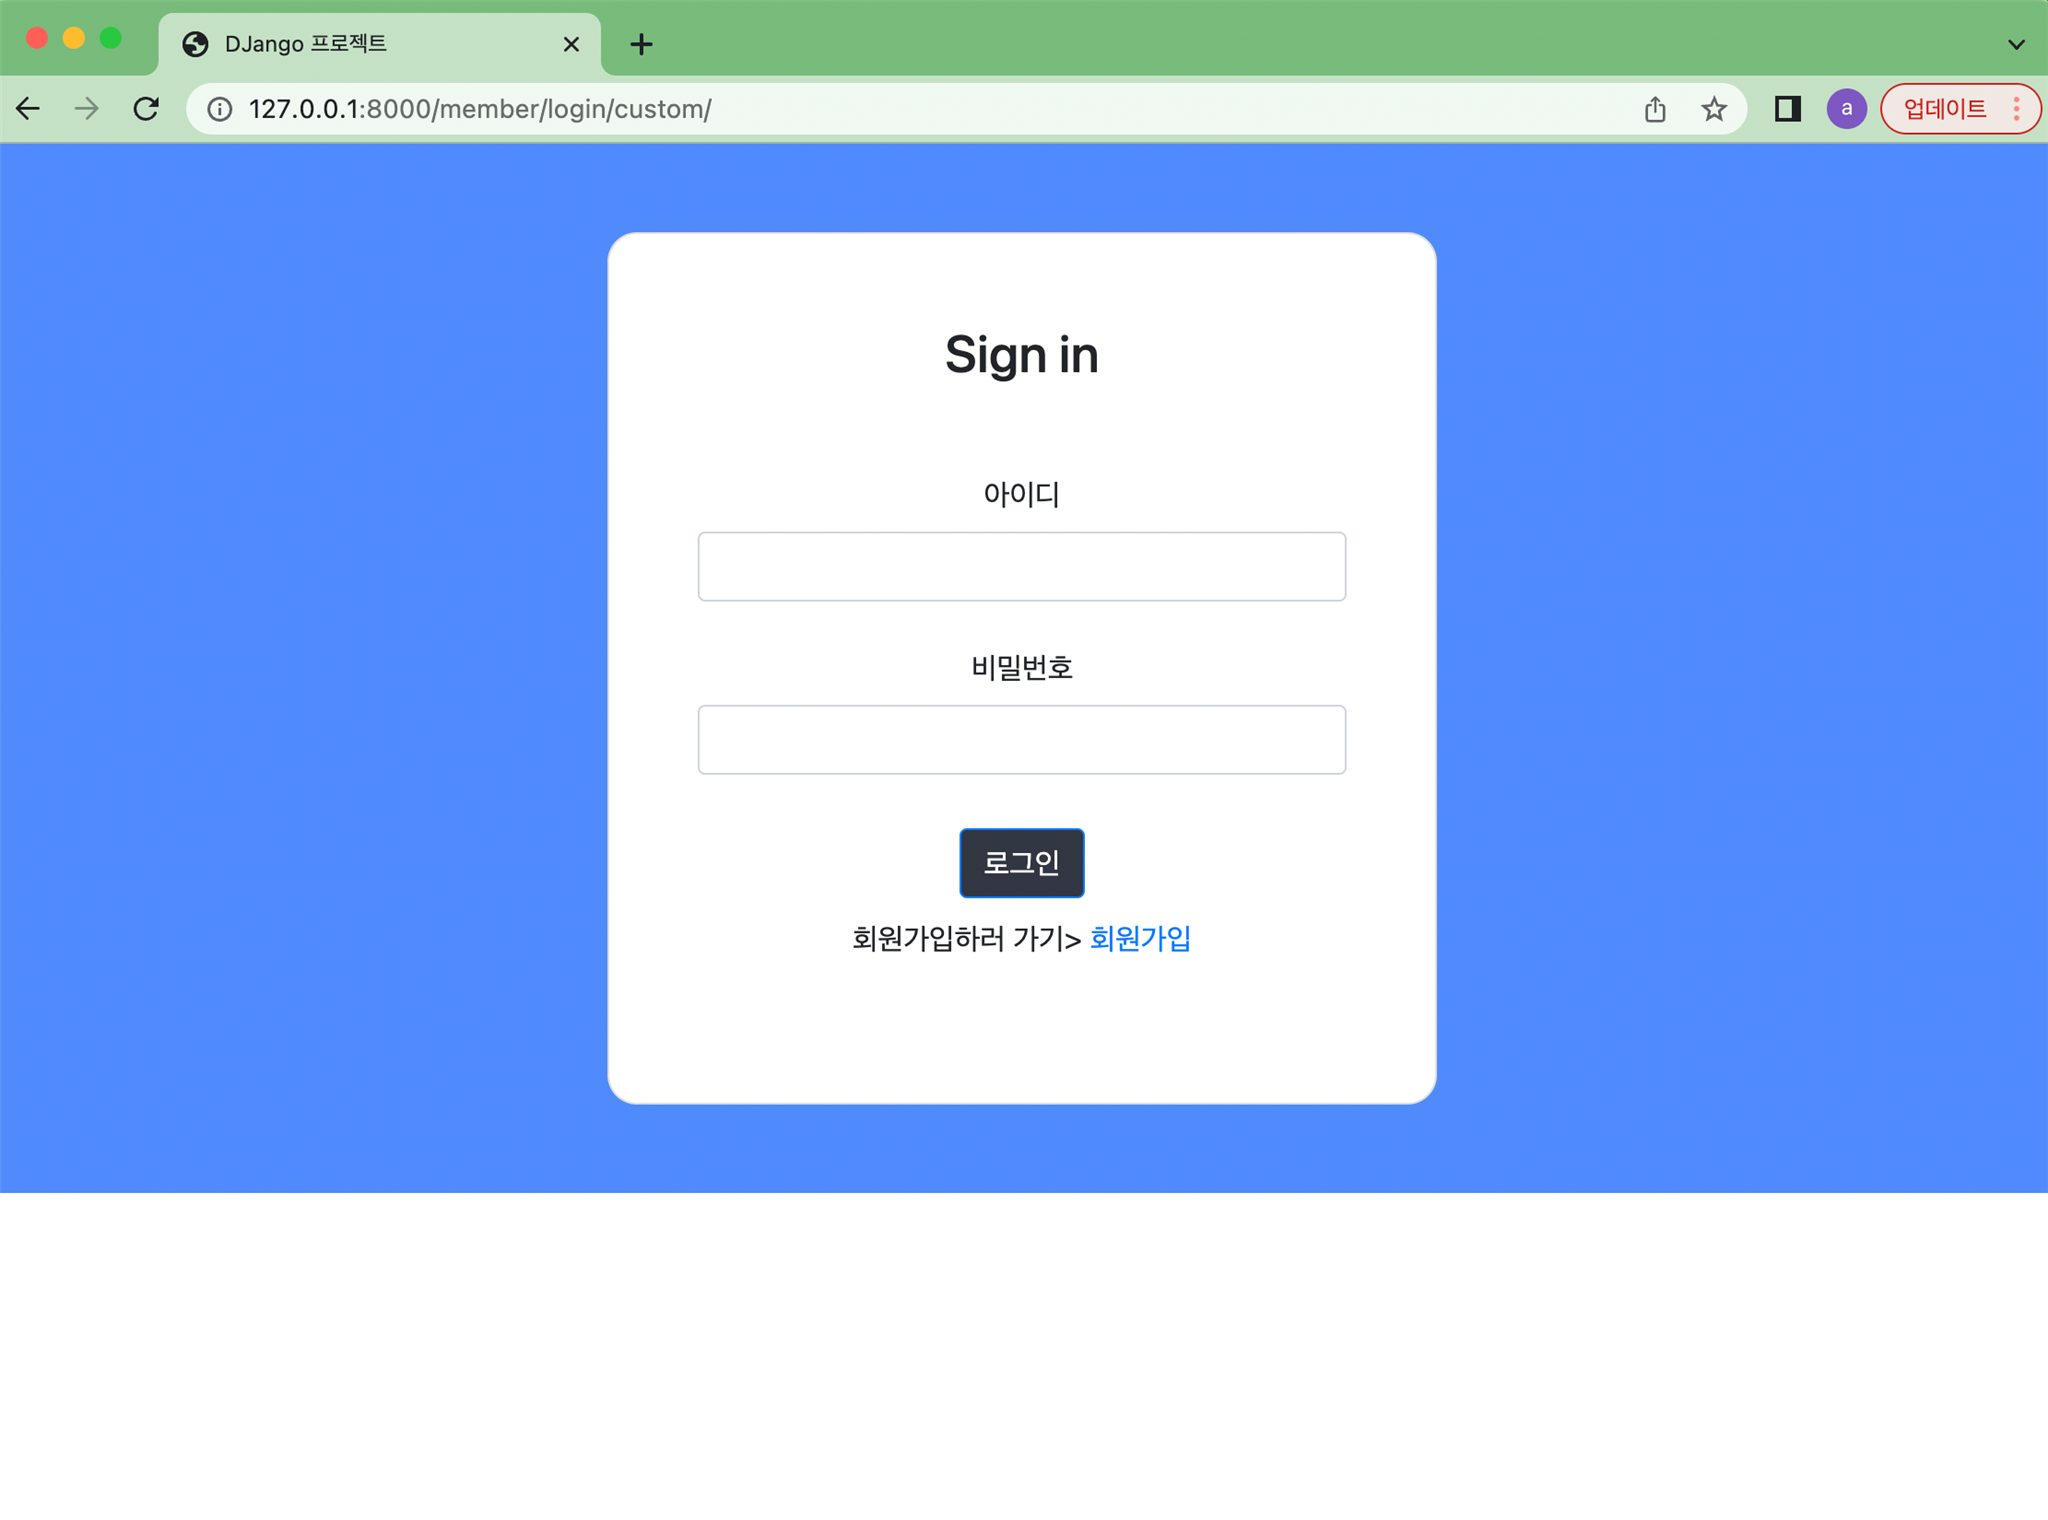 DJango 프로젝트
127.0.0.1:8000/member/login/custom/
a
업데이트
Sign in
아이디
비밀번호
로그인
회원가입하러 가기> 회원가입